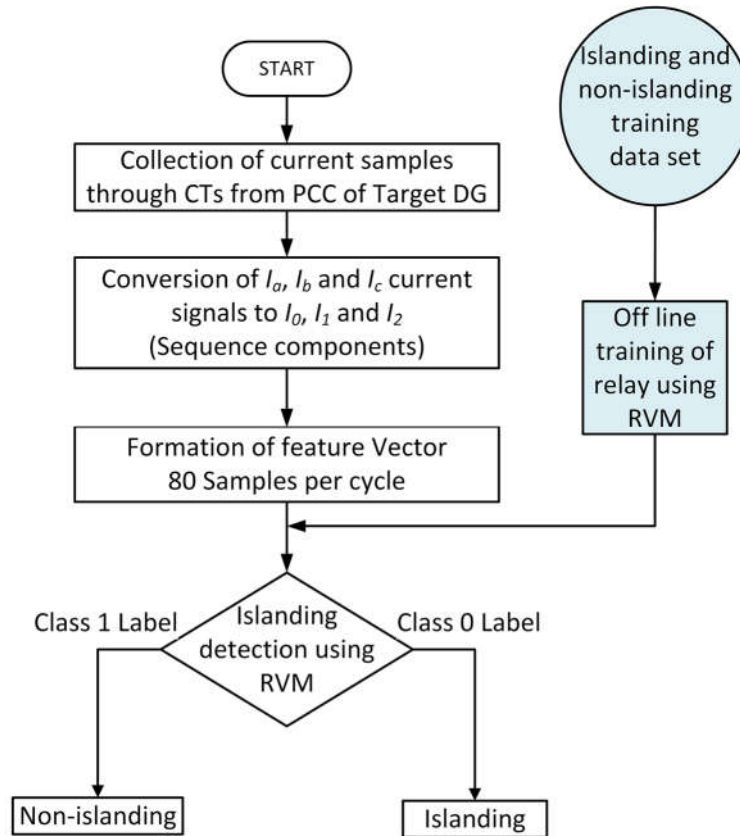 START
Collection of current samples
through CTs from PCC of Target DG
Conversion of Ia, Ib and Ic current
signals to I0, I1 and I2
(Sequence components)
Formation of feature Vector
80 Samples per cycle
Islanding and
non-islanding
training
data set
Off line
training of
relay using
RVM
Class 1 Label
Islanding
detection using
RVM
Class 0 Label
Non-islanding
Islanding